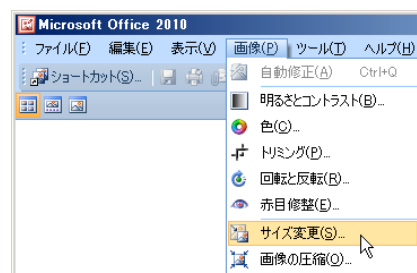 Microsoft Office 2010
ファイル(F) 編集(E) 表示(V) 画像(P) ツール(T) ヘルプ(H)
ショートカット(S)...
自動修正(A) Ctrl+Q
明るさとコントラスト(B)...
色(C)...
トリミング(P)...
回転と反転(R)...
赤目修整(E)...
サイズ変更(S)...
画像の圧縮(O)...